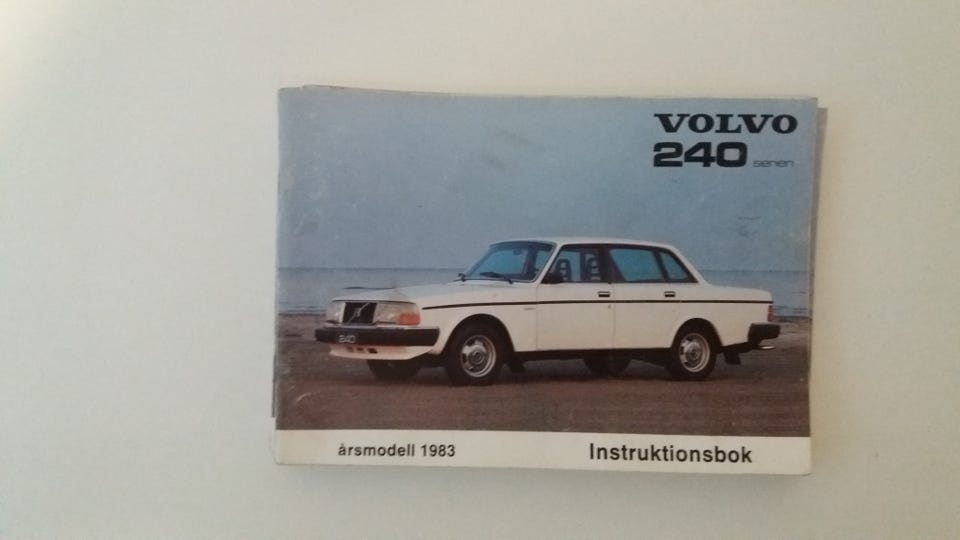 VOLVO
240 serien
240
årsmodell 1983
Instruktionsbok